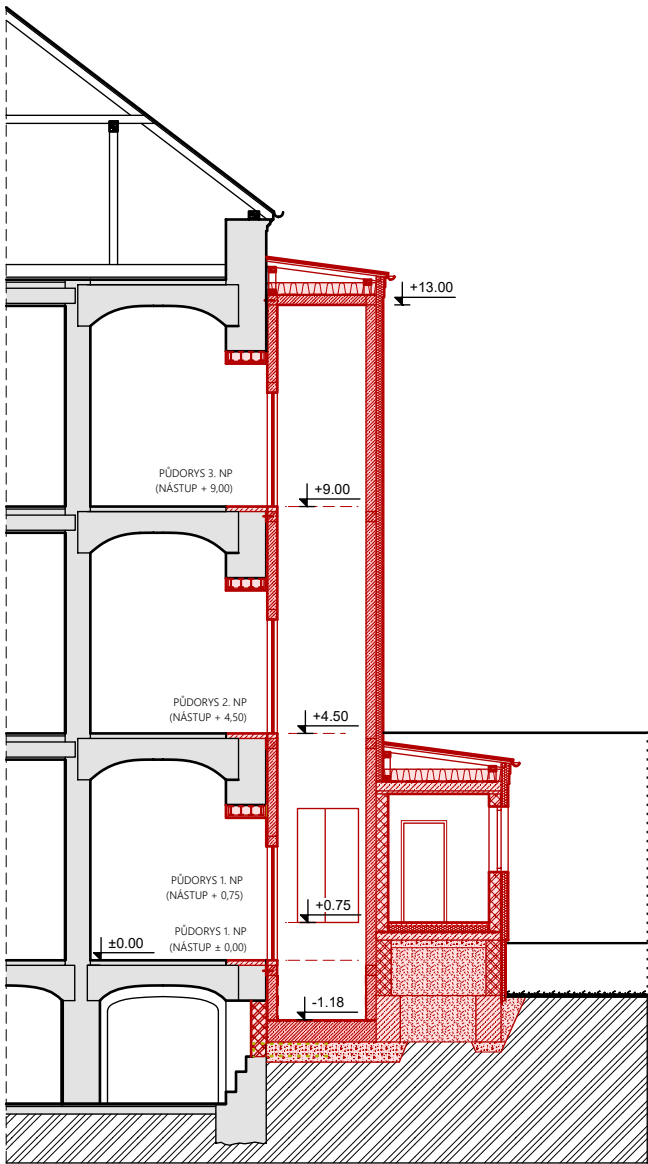 +13.00
PŮDORYS 3. NP
(NÁSTUP + 9,00)
+9.00
PŮDORYS 2. NP
(NÁSTUP + 4,50)
+4.50
PŮDORYS 1. NP
(NÁSTUP + 0,75)
+0.75
PŮDORYS 1. NP
(NÁSTUP ± 0,00)
±0.00
-1.18